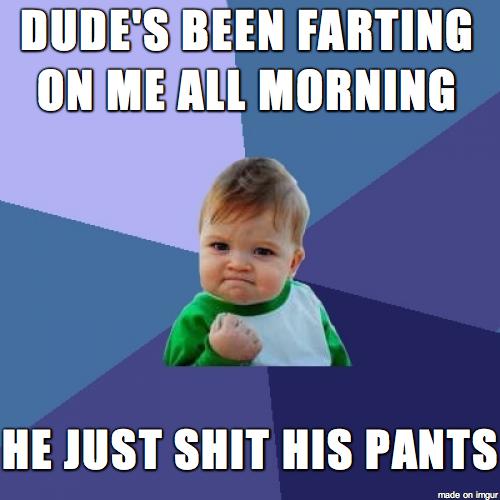 DUDE'S BEEN FARTING
ON ME ALL MORNING
HE JUST SHIT HIS PANTS
made on imgur